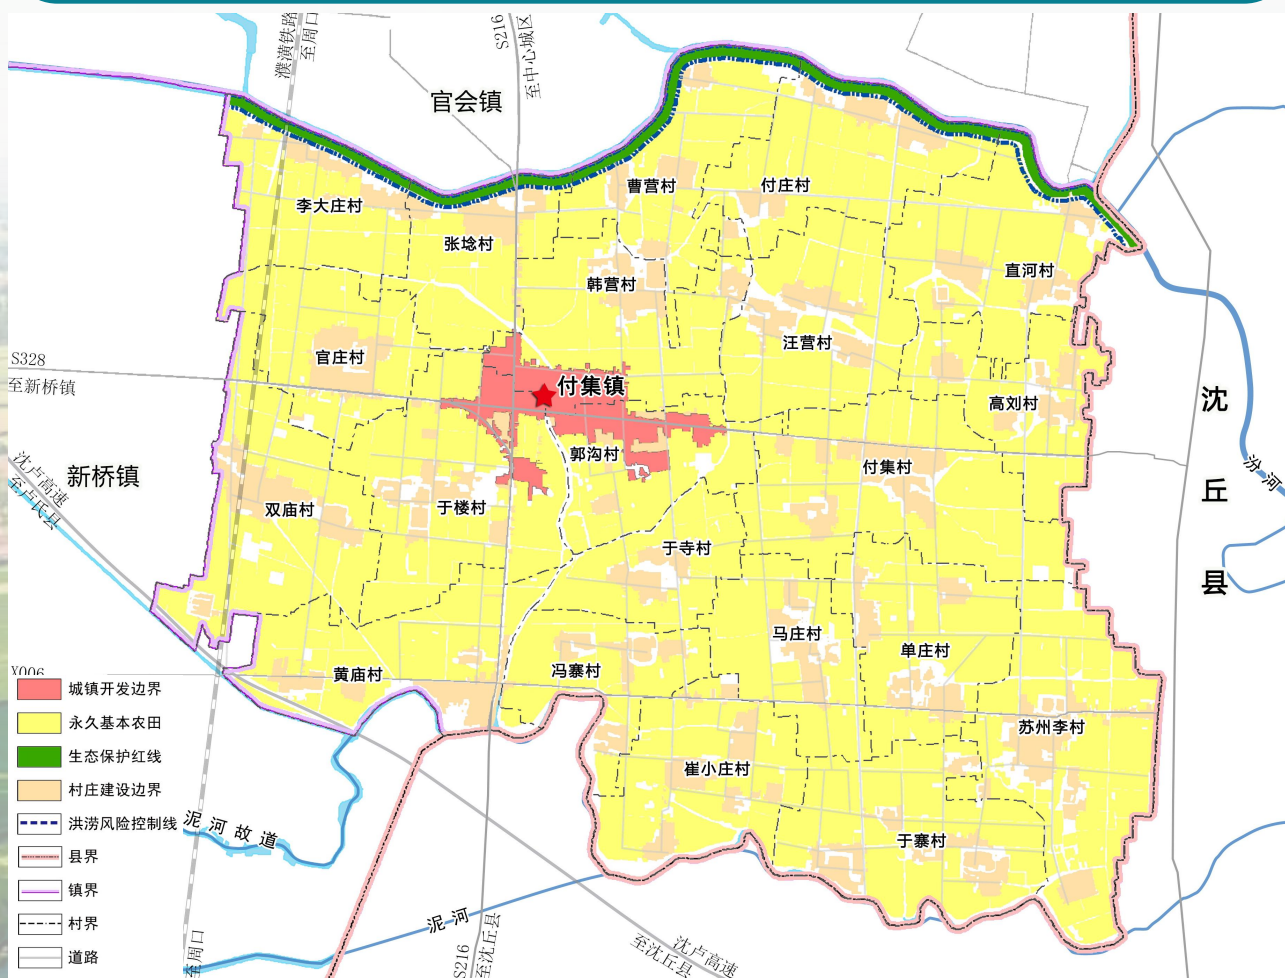 濮潢铁路
至周口
S216
至中心城区
官会镇
曹营村
付庄村
李大庄村
张埝村
直河村
韩营村
汪营村
S328
至新桥镇
官庄村
付集镇
沈丘县
高刘村
郭沟村
付集村
新桥镇
沈卢高速
至卢氏县
汾河
双庙村
于楼村
于寺村
马庄村
单庄村
黄庙村
冯寨村
苏州李村
崔小庄村
于寨村
X006
城镇开发边界
永久基本农田
生态保护红线
村庄建设边界
洪涝风险控制线
县界
镇界
村界
道路
泥河故道
泥河
至周口
S216
至沈丘县
沈卢高速
至沈丘县